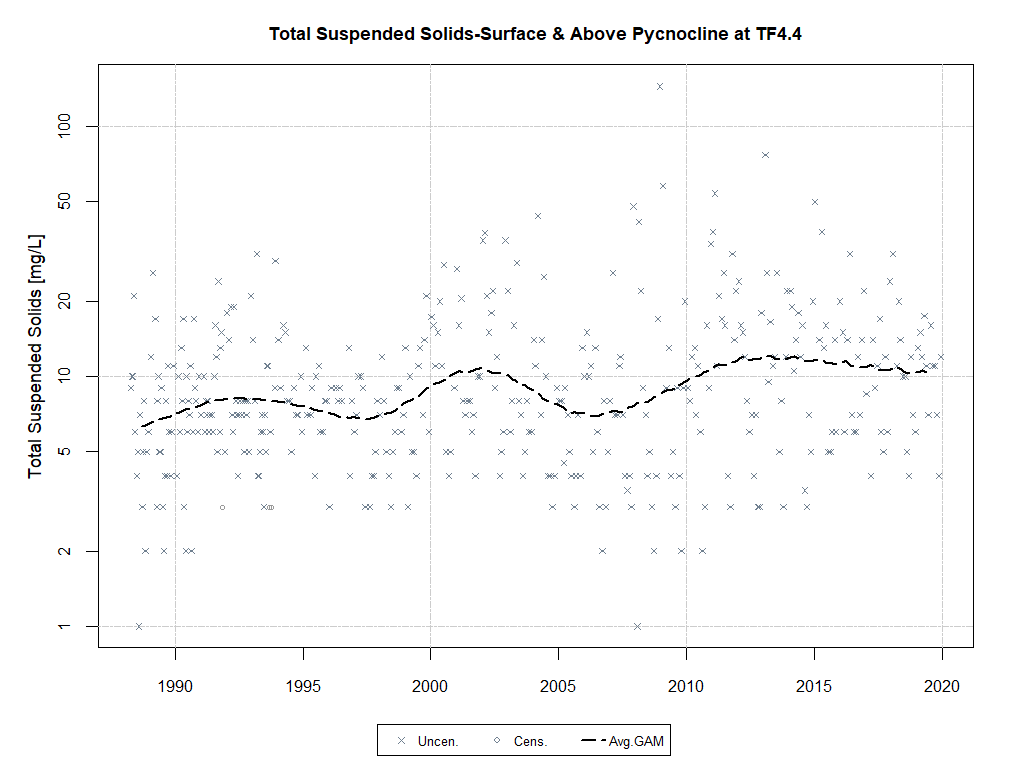 Total Suspended Solids-Surface & Above Pycnocline at TF4.4
Total Suspended Solids [mg/L]
100
50
20
10
5
2
1
1990 1995 2000 2005 2010 2015 2020
Uncen. Cens. Avg.GAM